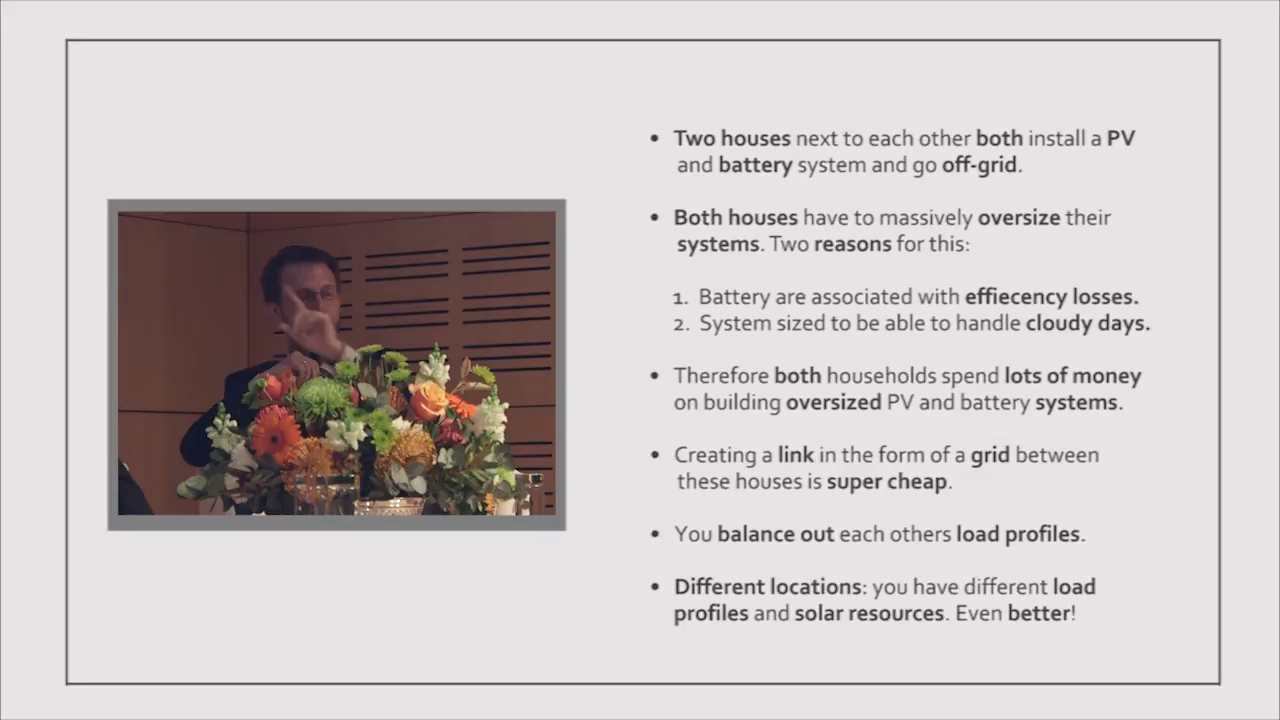 • Two houses next to each other both install a PV
and battery system and go off-grid.
• Both houses have to massively oversize their
systems. Two reasons for this:
1. Battery are associated with effiecency losses.
2. System sized to be able to handle cloudy days.
• Therefore both households spend lots of money
on building oversized PV and battery systems.
• Creating a link in the form of a grid between
these houses is super cheap.
• You balance out each others load profiles.
• Different locations: you have different load
profiles and solar resources. Even better!